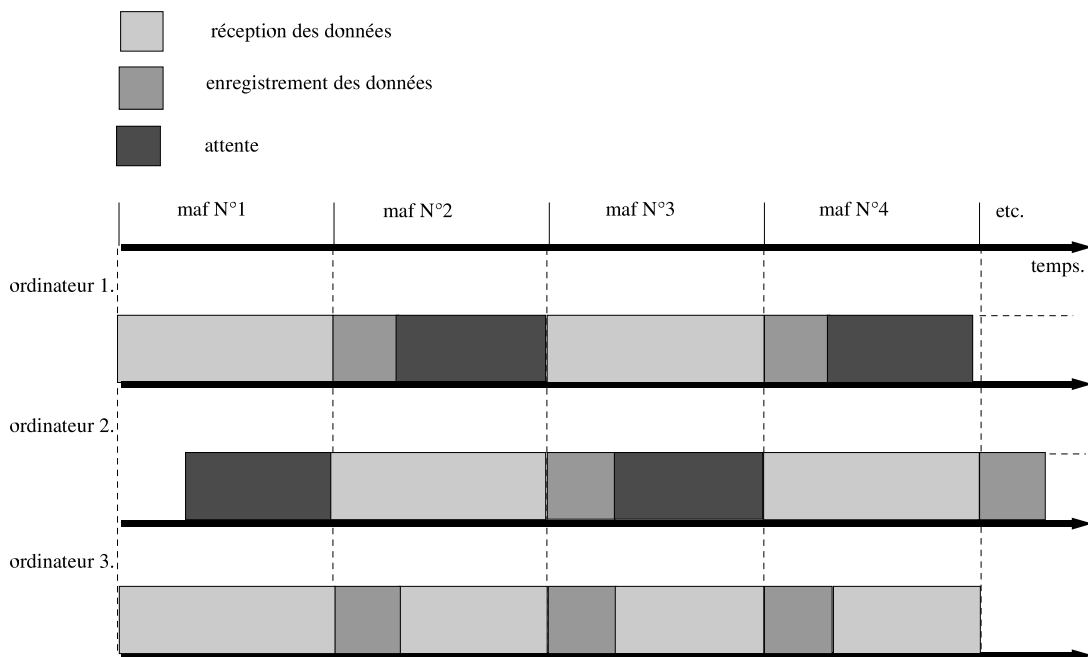 réception des données
enregistrement des données
attente
maf N°1 maf N°2 maf N°3 maf N°4 etc.
temps.
ordinateur 1.
ordinateur 2.
ordinateur 3.